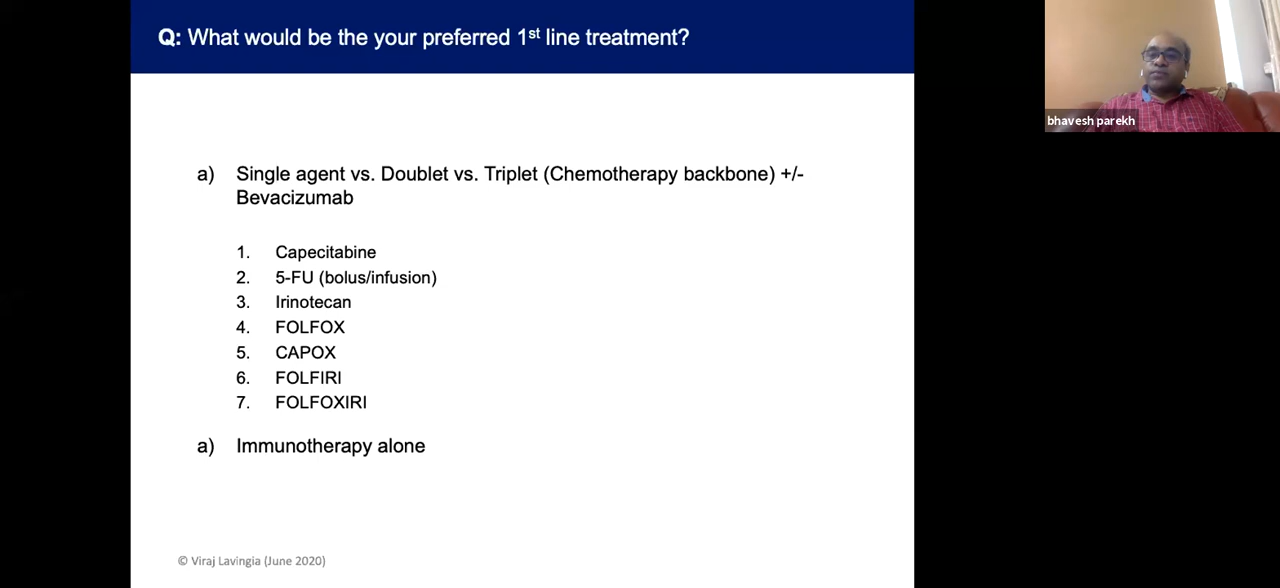 Q: What would be the your preferred 1st line treatment?
bhavesh parekh
a) Single agent vs. Doublet vs. Triplet (Chemotherapy backbone) +/-
Bevacizumab
1. Capecitabine
2. 5-FU (bolus/infusion)
3. Irinotecan
4. FOLFOX
5. CAPOX
6. FOLFIRI
7. FOLFOXIRI
a) Immunotherapy alone
© Viraj Lavingia (June 2020)